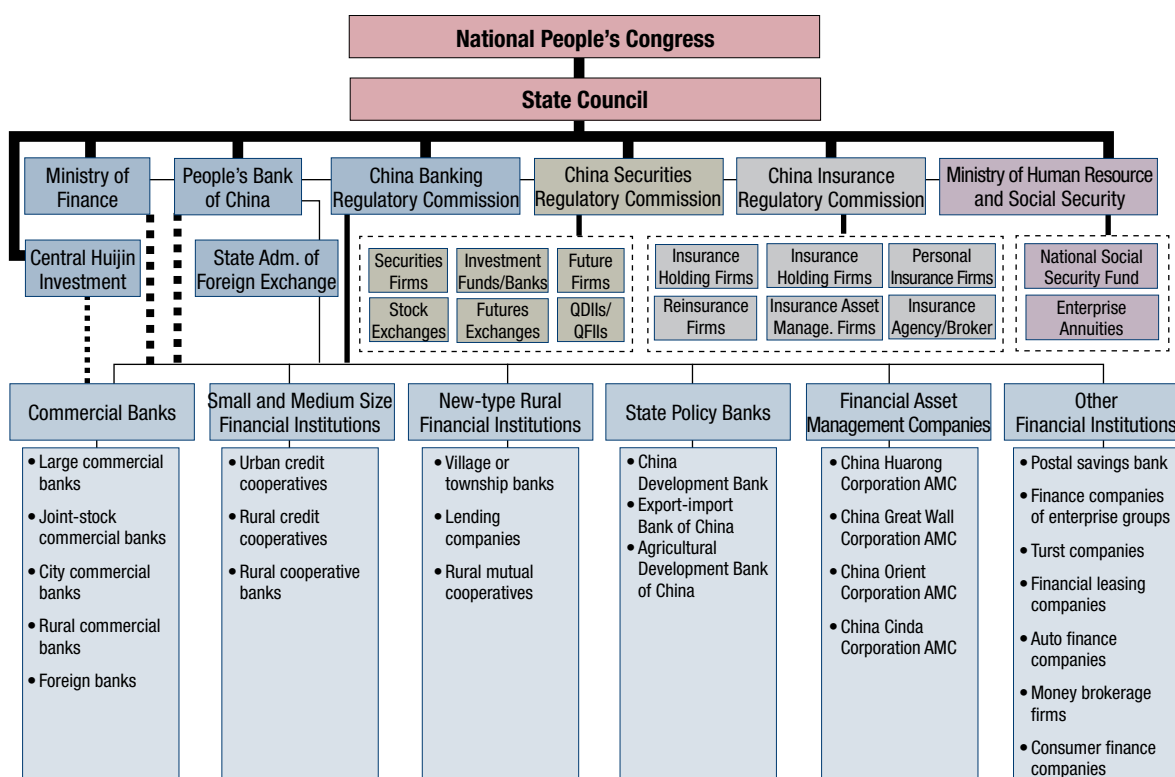 National People’s Congress
State Council
Ministry of
Finance
People’s Bank
of China
China Banking
Regulatory Commission
China Securities
Regulatory Commission
China Insurance
Regulatory Commission
Ministry of Human Resource
and Social Security
Central Huijin
Investment
State Adm. of
Foreign Exchange
Securities
Firms
Investment
Funds/Banks
Future
Firms
Stock
Exchanges
Futures
Exchanges
QDIIs/
QFIIs
Insurance
Holding Firms
Insurance
Holding Firms
Personal
Insurance Firms
Reinsurance
Firms
Insurance Asset
Manage. Firms
Insurance
Agency/Broker
National Social
Security Fund
Enterprise
Annuities
Commercial Banks
• Large commercial
banks
• Joint-stock
commercial banks
• City commercial
banks
• Rural commercial
banks
• Foreign banks
Small and Medium Size
Financial Institutions
• Urban credit
cooperatives
• Rural credit
cooperatives
• Rural cooperative
banks
New-type Rural
Financial Institutions
• Village or
township banks
• Lending
companies
• Rural mutual
cooperatives
State Policy Banks
• China
Development Bank
• Export-import
Bank of China
• Agricultural
Development Bank
of China
Financial Asset
Management Companies
• China Huarong
Corporation AMC
• China Great Wall
Corporation AMC
• China Orient
Corporation AMC
• China Cinda
Corporation AMC
Other
Financial Institutions
• Postal savings bank
• Finance companies
of enterprise groups
• Turst companies
• Financial leasing
companies
• Auto finance
companies
• Money brokerage
firms
• Consumer finance
companies